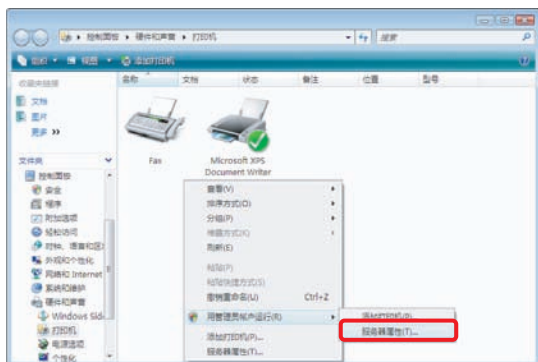 控制面板 ▸ 硬件和声音 ▸ 打印机
搜索
组织 视图 添加打印机
收藏夹链接
文档
图片
更多 >>
文件夹
控制面板
安全
程序
附加选项
轻松访问
时钟、语言和区
外观和个性化
网络和 Internet
系统和维护
硬件和声音
Windows Side
打印机
电源选项
个性化
名称 文档 状态 备注 位置 型号
Fax
Microsoft XPS
Document Writer
查看(V)
排序方式(O)
分组(P)
堆叠方式(K)
刷新(E)
粘贴(P)
粘贴快捷方式(S)
撤销重命名(U) Ctrl+Z
用管理员帐户运行(R)
添加打印机(P)...
服务器属性(T)...
添加打印机(P)...
服务器属性(T)...